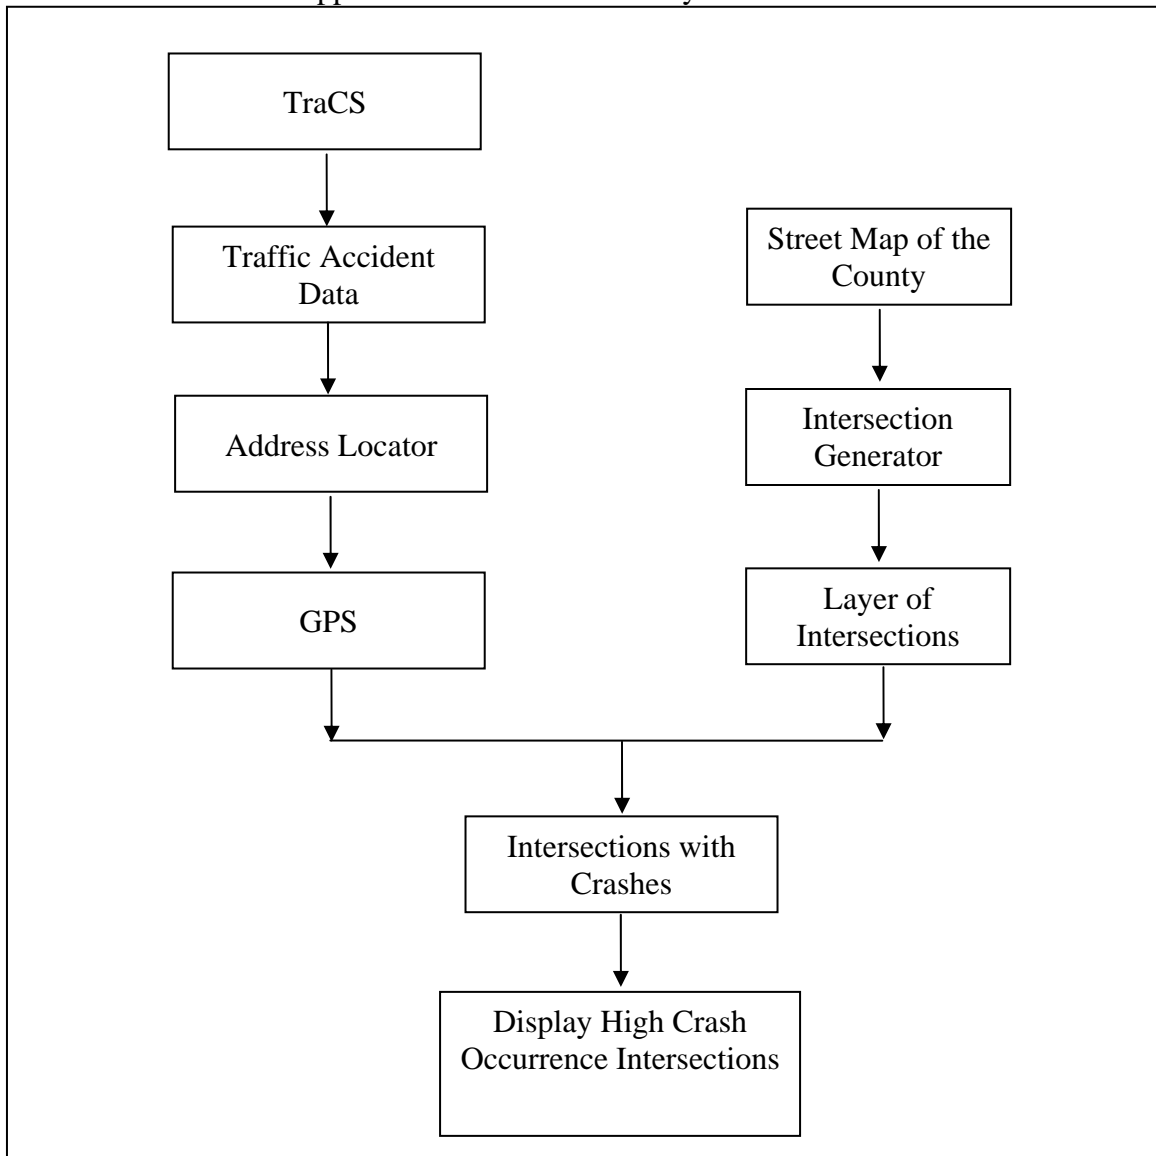 TraCS
Traffic Accident
Data
Address Locator
GPS
Street Map of the
County
Intersection
Generator
Layer of
Intersections
Intersections with
Crashes
Display High Crash
Occurrence Intersections